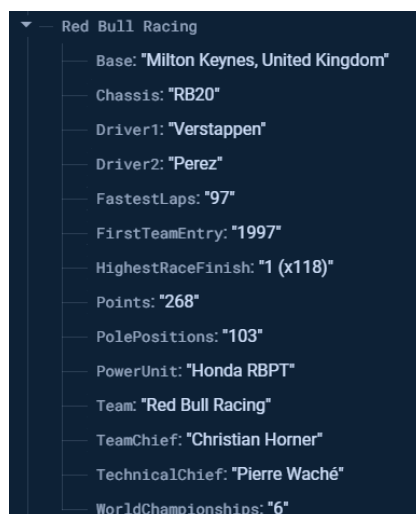 Red Bull Racing
Base: "Milton Keynes, United Kingdom"
Chassis: "RB20"
Driver1: "Verstappen"
Driver2: "Perez"
FastestLaps: "97"
FirstTeamEntry: "1997"
HighestRaceFinish: "1 (x118)"
Points: "268"
PolePositions: "103"
PowerUnit: "Honda RBPT"
Team: "Red Bull Racing"
TeamChief: "Christian Horner"
TechnicalChief: "Pierre Waché"
WorldChampionships: "6"